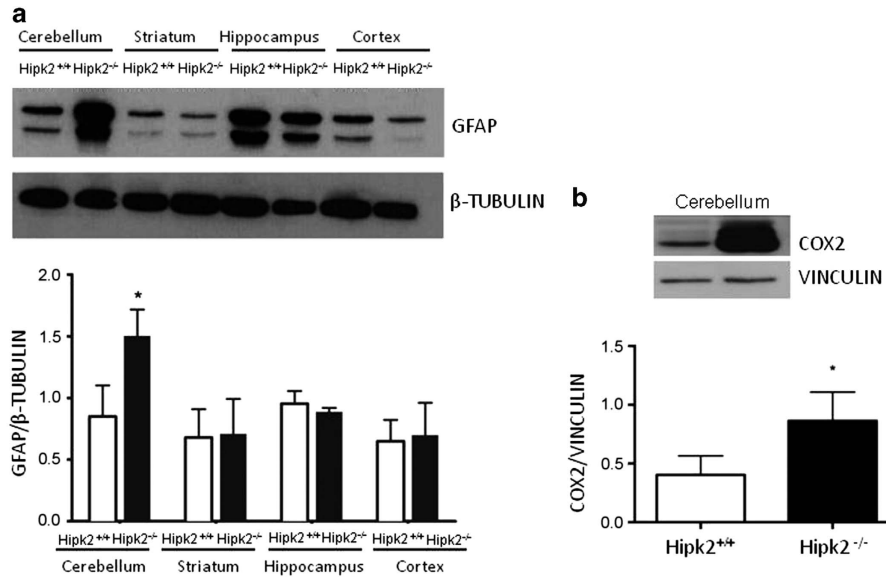 a
Cerebellum Striatum Hippocampus Cortex
Hipk2+/+ Hipk2-/- Hipk2+/+ Hipk2-/- Hipk2+/+ Hipk2-/- Hipk2+/+ Hipk2-/-
GFAP
β-TUBULIN
2.0
1.5
1.0
0.5
0.0
GFAP/β-TUBULIN
*
Hipk2+/+ Hipk2-/- Hipk2+/+ Hipk2-/- Hipk2+/+ Hipk2-/- Hipk2+/+ Hipk2-/-
Cerebellum Striatum Hippocampus Cortex
b
Cerebellum
COX2
VINCULIN
1.5
1.0
0.5
0.0
COX2/VINCULIN
*
Hipk2+/+ Hipk2 -/-